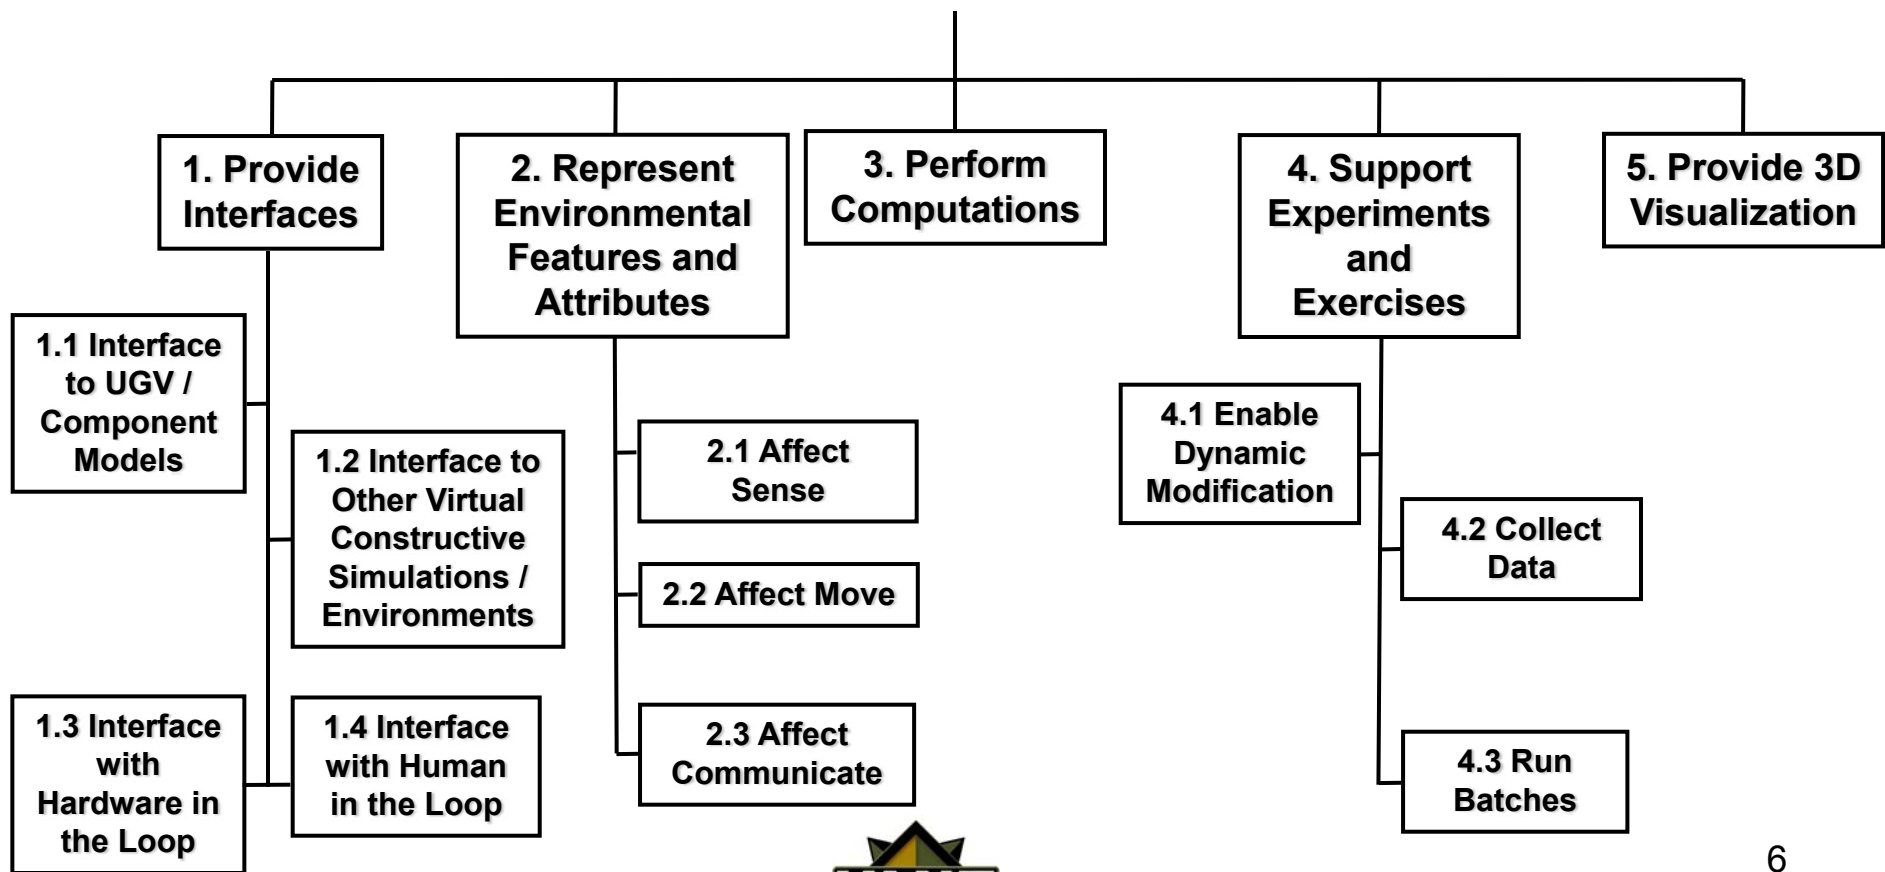 1. Provide
Interfaces
2. Represent
Environmental
Features and
Attributes
3. Perform
Computations
4. Support
Experiments
and
Exercises
5. Provide 3D
Visualization
1.1 Interface
to UGV /
Component
Models
1.2 Interface to
Other Virtual
Constructive
Simulations /
Environments
1.3 Interface
with
Hardware in
the Loop
1.4 Interface
with Human
in the Loop
2.1 Affect
Sense
2.2 Affect Move
2.3 Affect
Communicate
4.1 Enable
Dynamic
Modification
4.2 Collect
Data
4.3 Run
Batches
6